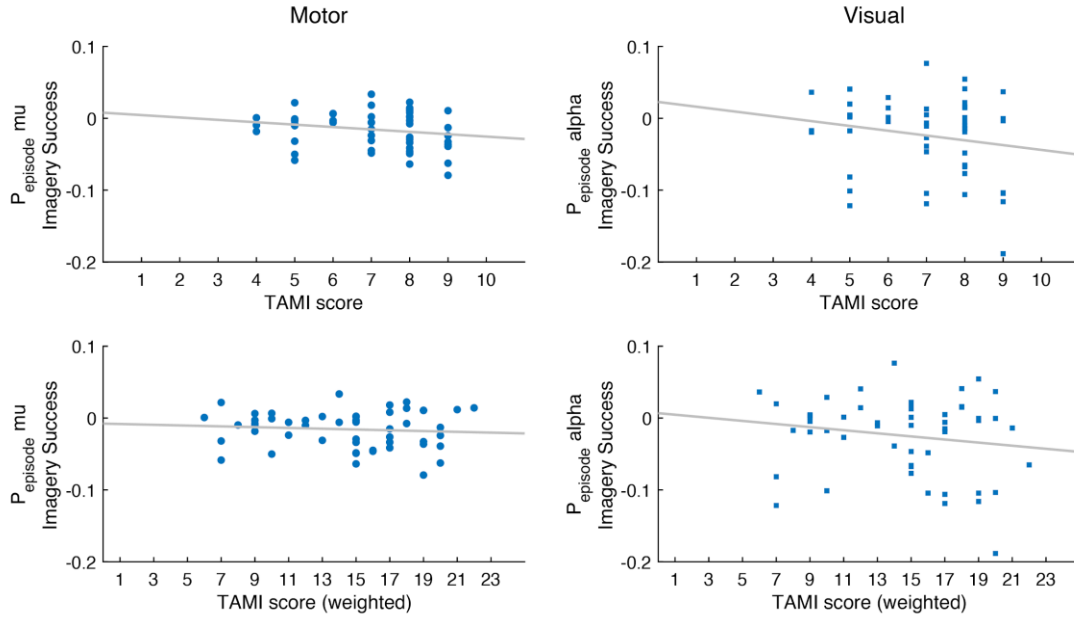 Motor
Visual
0.1
0
-0.1
-0.2
P episode mu
Imagery Success
1 2 3 4 5 6 7 8 9 10
TAMI score
0.1
0
-0.1
-0.2
P episode alpha
Imagery Success
1 2 3 4 5 6 7 8 9 10
TAMI score
0.1
0
-0.1
-0.2
P episode mu
Imagery Success
1 3 5 7 9 11 13 15 17 19 21 23
TAMI score (weighted)
0.1
0
-0.1
-0.2
P episode alpha
Imagery Success
1 3 5 7 9 11 13 15 17 19 21 23
TAMI score (weighted)